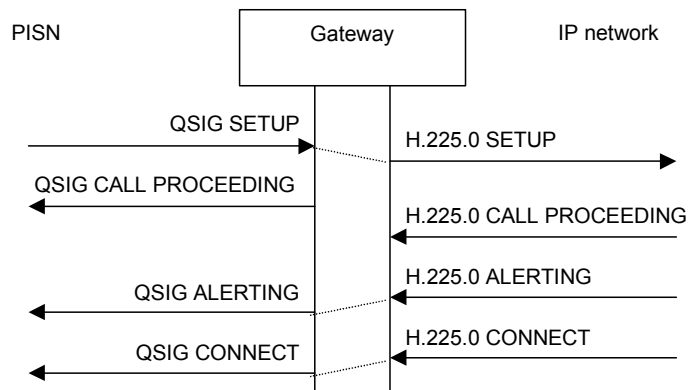 PISN
Gateway
IP network
QSIG SETUP
H.225.0 SETUP
QSIG CALL PROCEEDING
H.225.0 CALL PROCEEDING
H.225.0 ALERTING
QSIG ALERTING
H.225.0 CONNECT
QSIG CONNECT